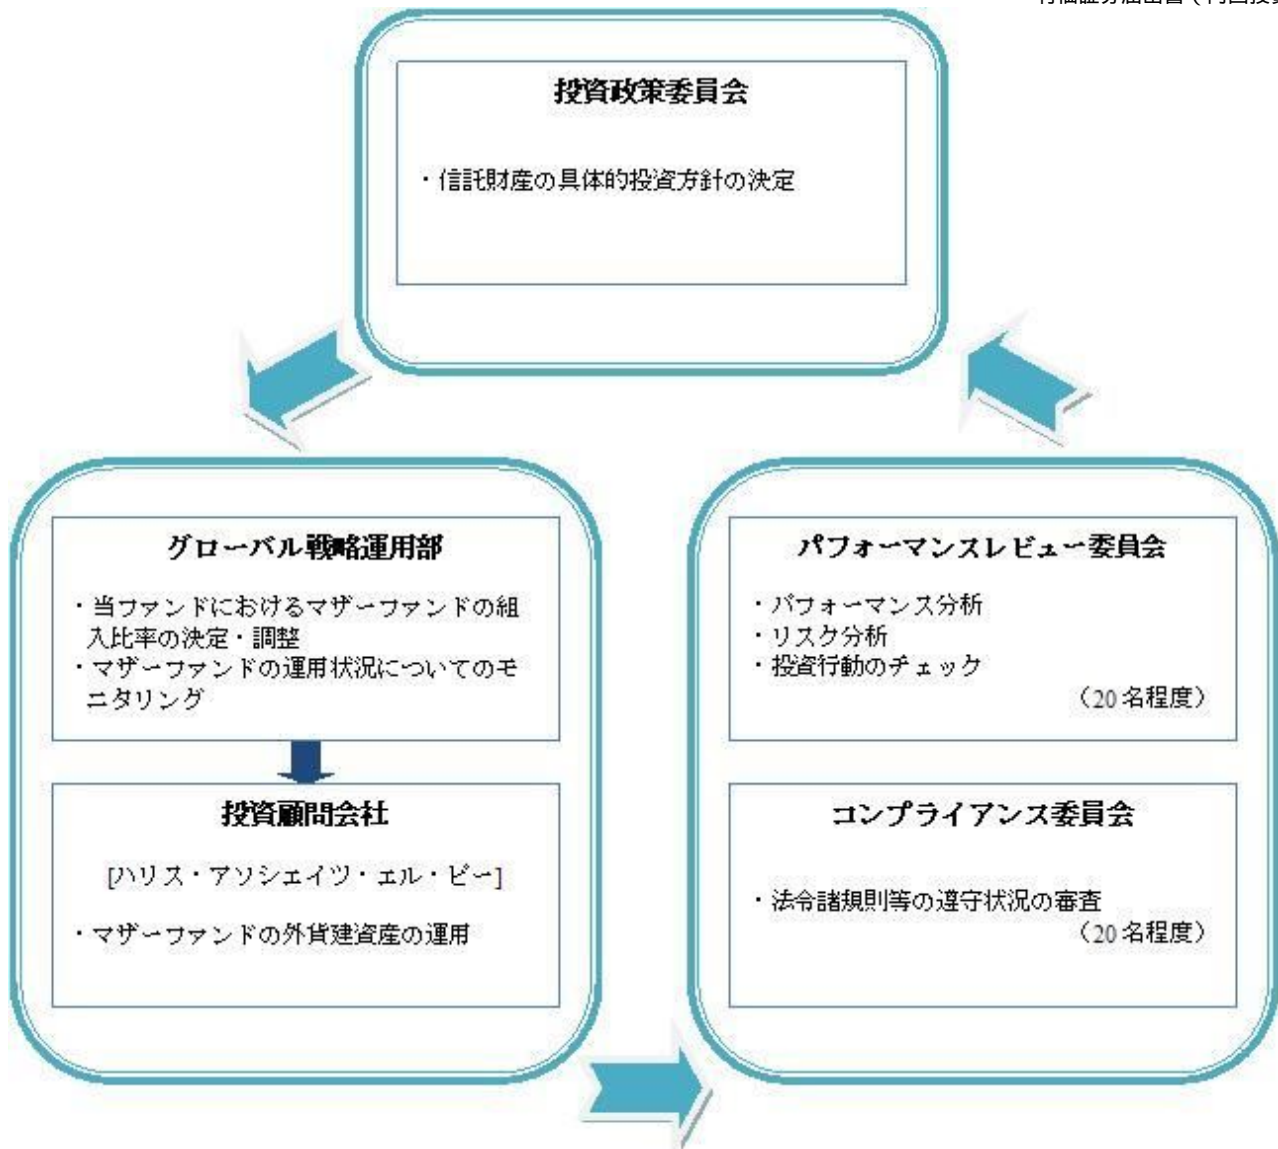 投資政策委員会
・信託財産の具体的投資方針の決定
グローバル戦略運用部
・当ファンドにおけるマザーファンドの組
入比率の決定・調整
・マザーファンドの運用状況についてのモ
ニタリング
投資顧問会社
[ハリス・アソシエイツ・エル・ピー]
・マザーファンドの外貨建資産の運用
パフォーマンスレビュー委員会
・パフォーマンス分析
・リスク分析
・投資行動のチェック
（20名程度）
コンプライアンス委員会
・法令諸規則等の遵守状況の審査
（20名程度）